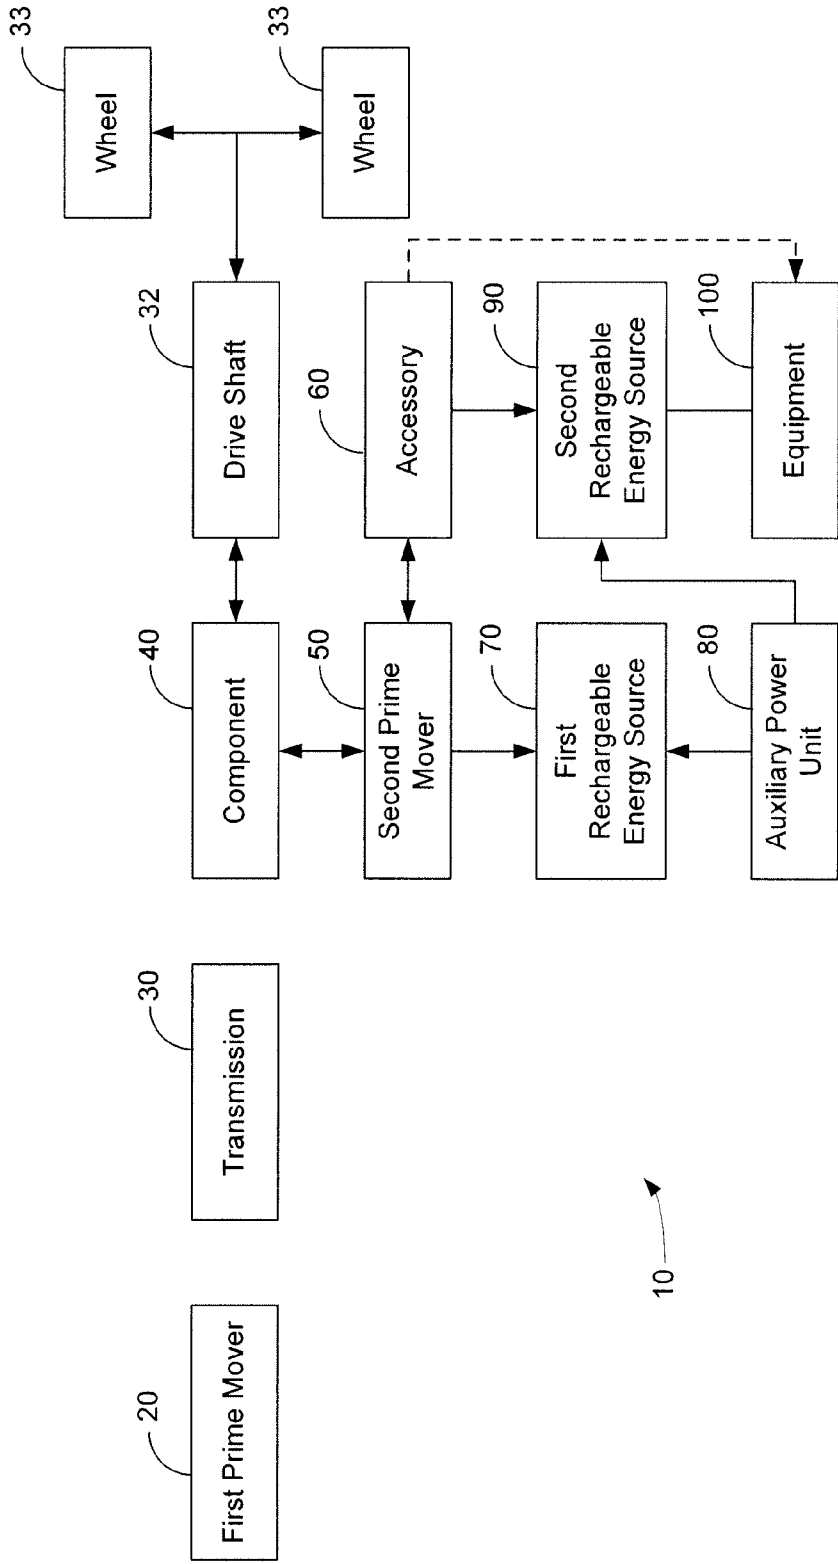 20
First Prime Mover
30
Transmission
40
Component
32
Drive Shaft
33
Wheel
33
Wheel
50
Second Prime
Mover
60
Accessory
70
First
Rechargeable
Energy Source
90
Second
Rechargeable
Energy Source
80
Auxiliary Power
Unit
100
Equipment
10